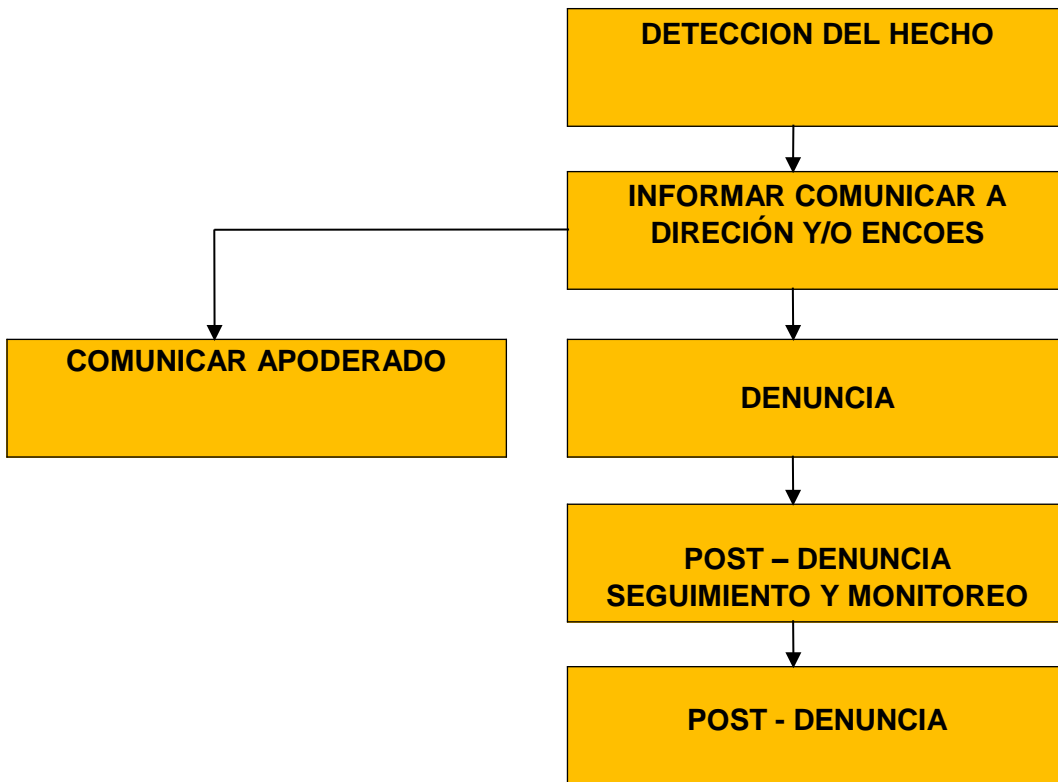 DETECCION DEL HECHO
INFORMAR COMUNICAR A
DIRECIÓN Y/O ENCOES
COMUNICAR APODERADO
DENUNCIA
POST – DENUNCIA
SEGUIMIENTO Y MONITOREO
POST - DENUNCIA